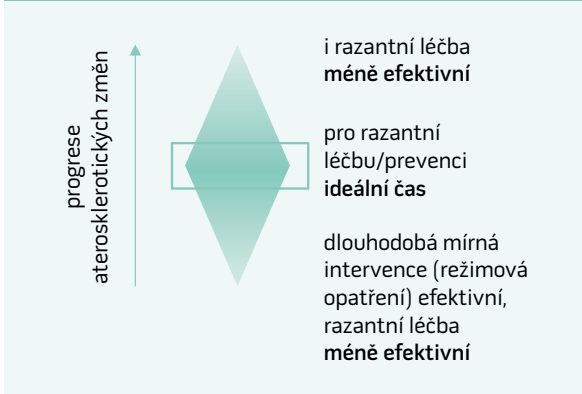 progrese
aterosklerotických změn
i razantní léčba
méně efektivní
pro razantní
léčbu/prevenci
ideální čas
dlouhodobá mírná
intervence (režimová
opatření) efektivní,
razantní léčba
méně efektivní